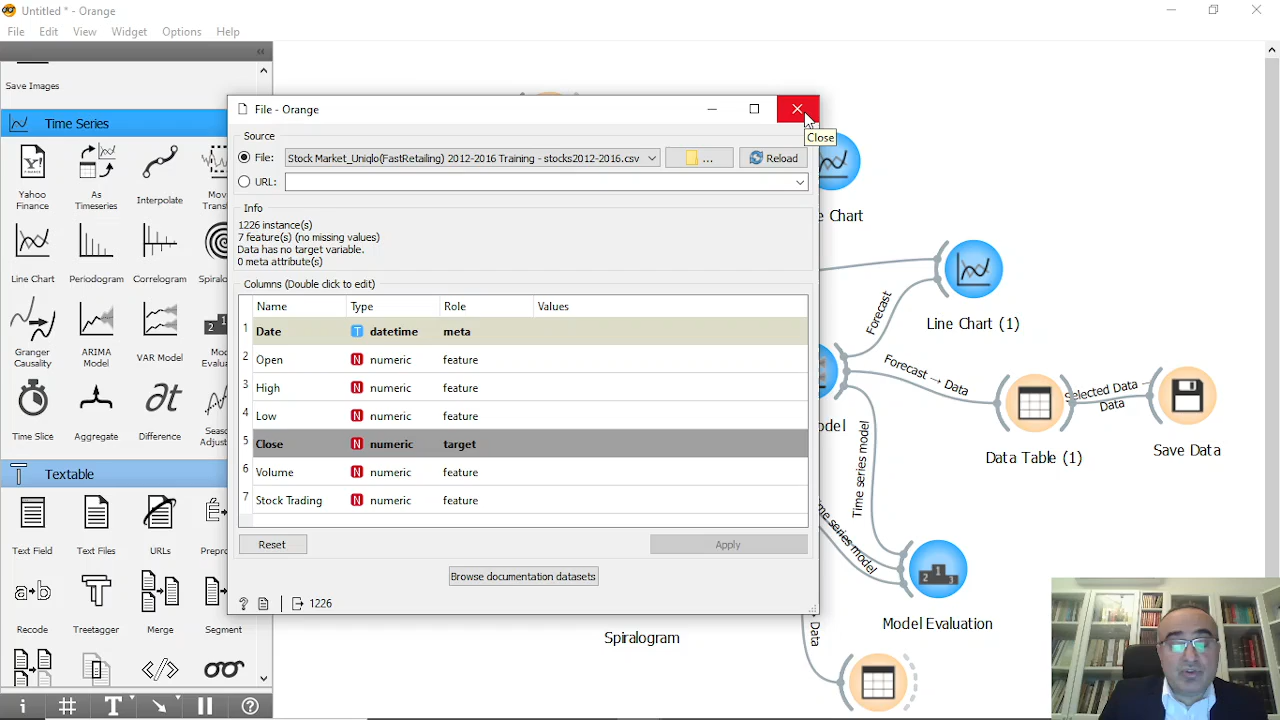 Untitled * - Orange
File Edit View Widget Options Help
Save Images
Time Series
Yahoo Finance
As Timeseries
Interpolate
Line Chart
Periodogram
Correlogram
Granger Causality
ARIMA Model
VAR Model
Time Slice
Aggregate
Difference
Textable
Text Field
Text Files
URLs
Recode
Treetagger
Merge
Segment
File - Orange
Close
Source
File: Stock Market_Uniqlo(FastRetailing) 2012-2016 Training - stocks2012-2016.csv ... Reload
URL:
Info
1226 instance(s)
7 feature(s) (no missing values)
Data has no target variable.
0 meta attribute(s)
Columns (Double click to edit)
Name Type Role Values
1 Date T datetime meta
2 Open N numeric feature
3 High N numeric feature
4 Low N numeric feature
5 Close N numeric target
6 Volume N numeric feature
7 Stock Trading N numeric feature
Reset Apply
Browse documentation datasets
? 1226
e Chart
Line Chart (1)
Forecast
Forecast → Data
Data Table (1)
Selected Data →
Data
Save Data
odel
Time series model
Model Evaluation
Spiralogram
Data